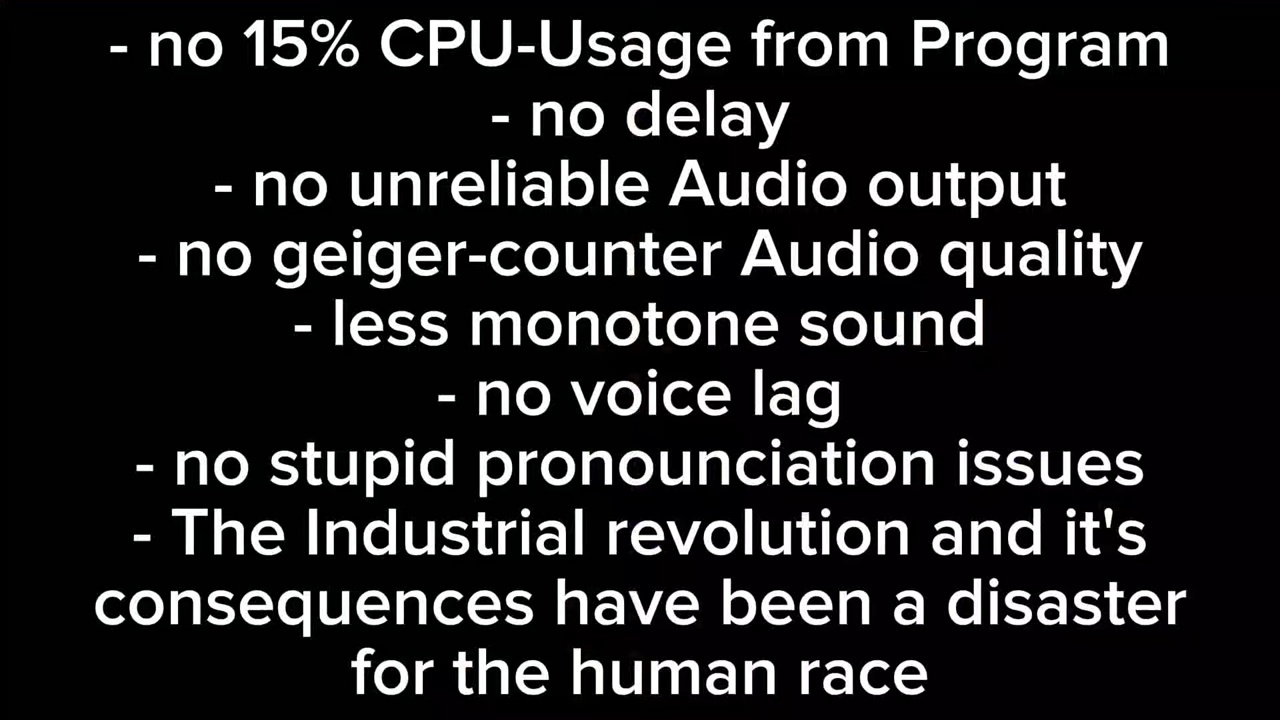 - no 15% CPU-Usage from Program
- no delay
- no unreliable Audio output
- no geiger-counter Audio quality
- less monotone sound
- no voice lag
- no stupid pronounciation issues
- The Industrial revolution and it's
consequences have been a disaster
for the human race